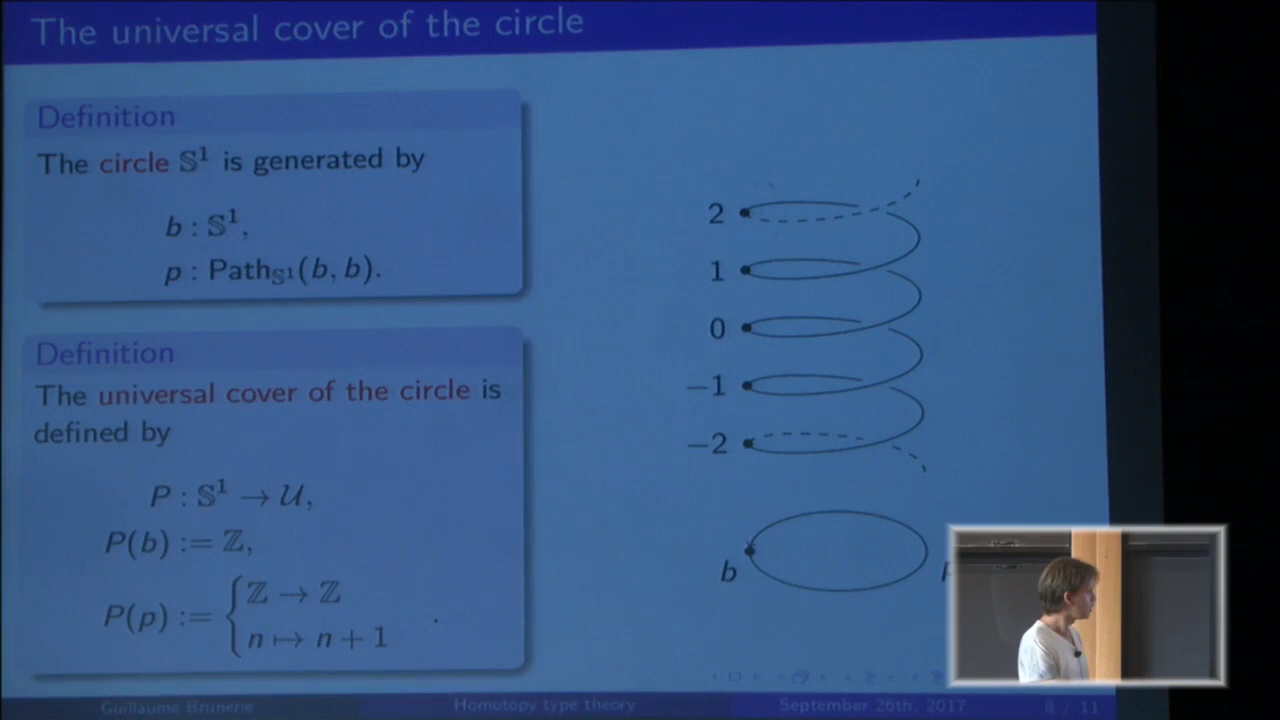 The universal cover of the circle
Definition
The circle 𝕊¹ is generated by
b : 𝕊¹,
p : Path_𝕊¹(b, b).
Definition
The universal cover of the circle is
defined by
P : 𝕊¹ → 𝒰,
P(b) := ℤ,
P(p) := { ℤ → ℤ
n ↦ n + 1 .
2
1
0
−1
−2
b
Guillaume Brunerie
Homotopy type theory
September 26th, 2017
8 / 11